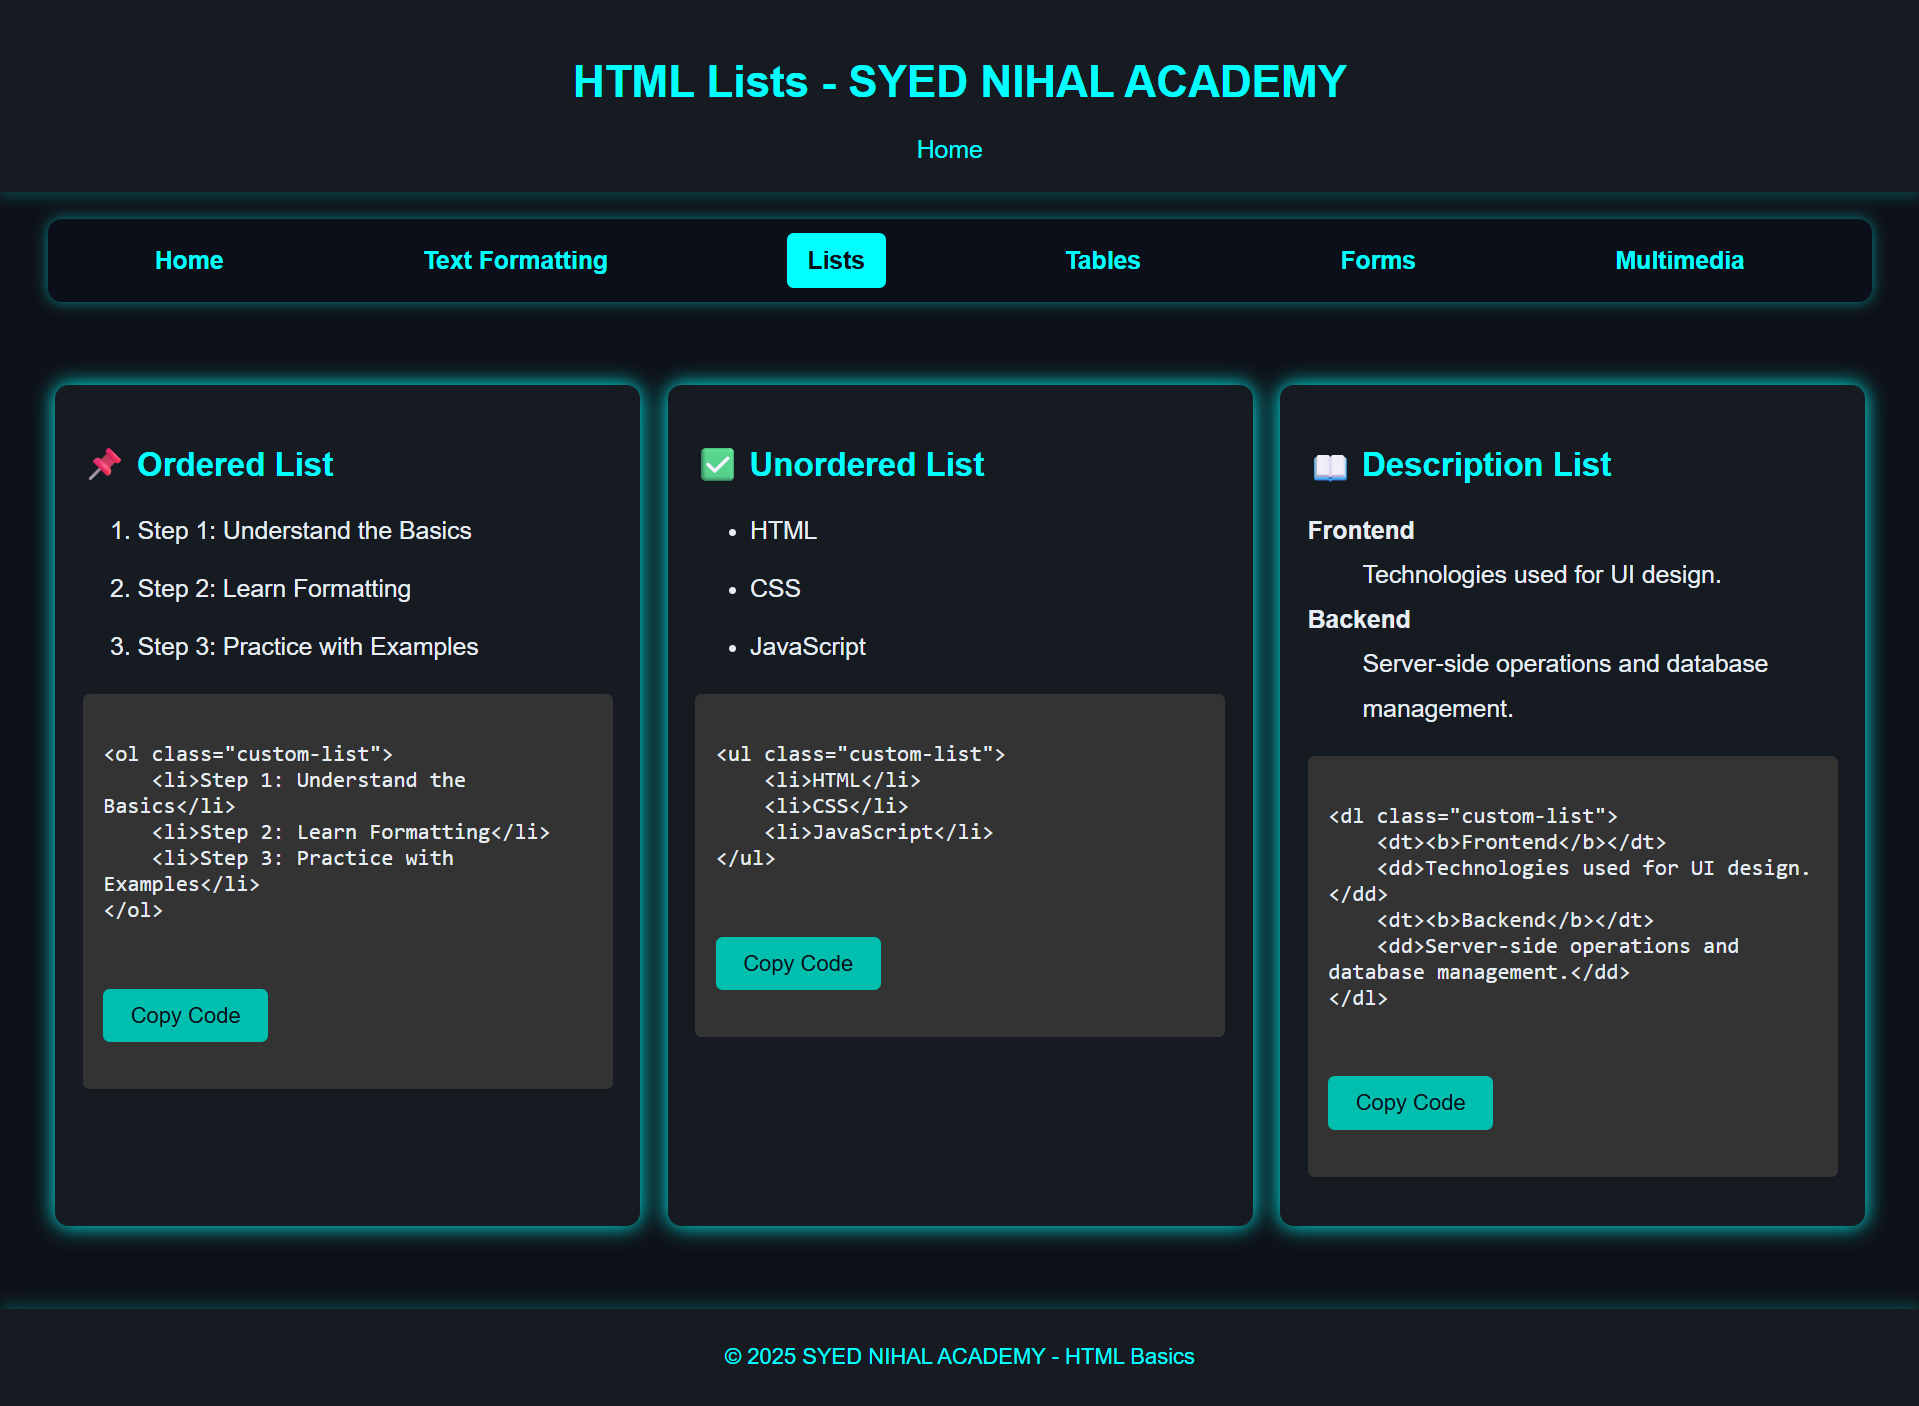 HTML Lists - SYED NIHAL ACADEMY
Home
Home
Text Formatting
Lists
Tables
Forms
Multimedia
Ordered List
1. Step 1: Understand the Basics
2. Step 2: Learn Formatting
3. Step 3: Practice with Examples
<ol class="custom-list">
    <li>Step 1: Understand the
Basics</li>
    <li>Step 2: Learn Formatting</li>
    <li>Step 3: Practice with
Examples</li>
</ol>
Copy Code
Unordered List
• HTML
• CSS
• JavaScript
<ul class="custom-list">
    <li>HTML</li>
    <li>CSS</li>
    <li>JavaScript</li>
</ul>
Copy Code
Description List
Frontend
Technologies used for UI design.
Backend
Server-side operations and database
management.
<dl class="custom-list">
    <dt><b>Frontend</b></dt>
    <dd>Technologies used for UI design.
</dd>
    <dt><b>Backend</b></dt>
    <dd>Server-side operations and
database management.</dd>
</dl>
Copy Code
© 2025 SYED NIHAL ACADEMY - HTML Basics